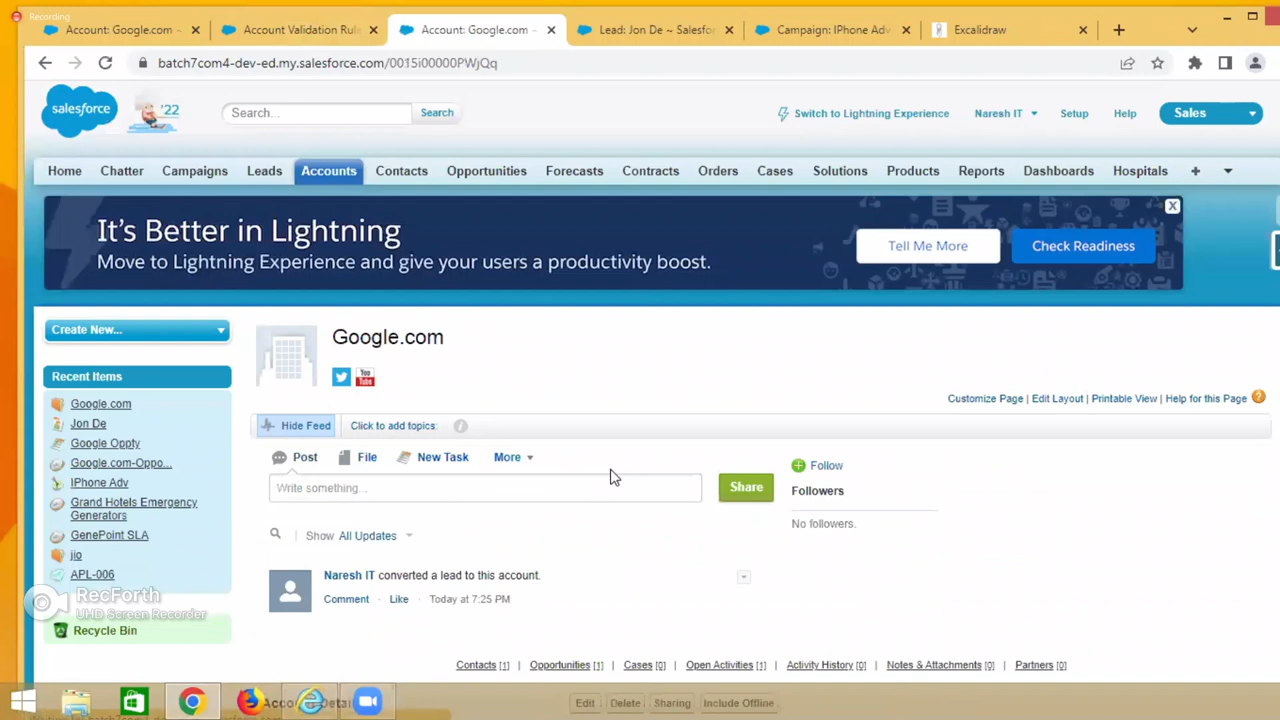 Recording
Account: Google.com ~
Account Validation Rul
Account: Google.com ~
Lead: Jon De ~ Salesfor
Campaign: IPhone Adv
Excalidraw
batch7com4-dev-ed.my.salesforce.com/0015i00000PWjQq
salesforce
'22
Search...
Search
Switch to Lightning Experience
Naresh IT
Setup
Help
Sales
Home
Chatter
Campaigns
Leads
Accounts
Contacts
Opportunities
Forecasts
Contracts
Orders
Cases
Solutions
Products
Reports
Dashboards
Hospitals
+
It's Better in Lightning
Move to Lightning Experience and give your users a productivity boost.
Tell Me More
Check Readiness
X
Create New...
Google.com
Recent Items
Google.com
Jon De
Google Oppty
Google.com-Oppo...
IPhone Adv
Grand Hotels Emergency
Generators
GenePoint SLA
jio
APL-006
RecForth
UHD Screen Recorder
Recycle Bin
You
Tube
Customize Page | Edit Layout | Printable View | Help for this Page
Hide Feed
Click to add topics:
Post
File
New Task
More
Write something...
Share
Follow
Followers
No followers.
Show All Updates
Naresh IT converted a lead to this account.
Comment · Like · Today at 7:25 PM
Contacts [1] | Opportunities [1] | Cases [0] | Open Activities [1] | Activity History [0] | Notes & Attachments [0] | Partners [0]
Edit
Delete
Sharing
Include Offline